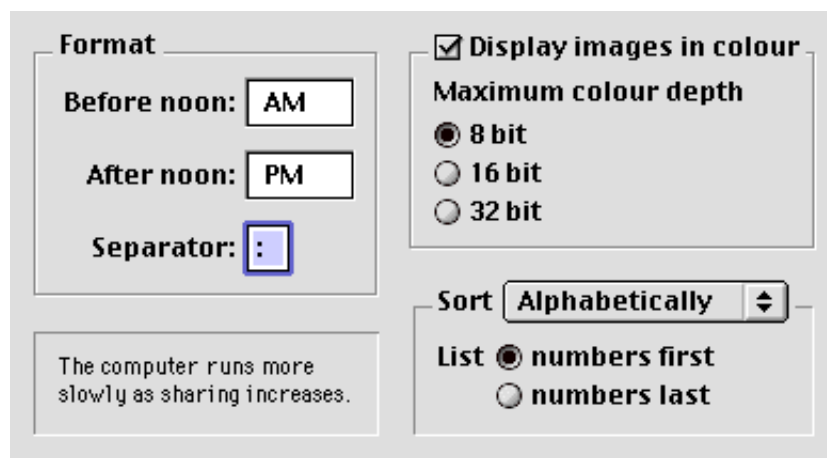 Format
Before noon: AM
After noon: PM
Separator: :
The computer runs more
slowly as sharing increases.
Display images in colour
Maximum colour depth
8 bit
16 bit
32 bit
Sort Alphabetically
List numbers first
numbers last